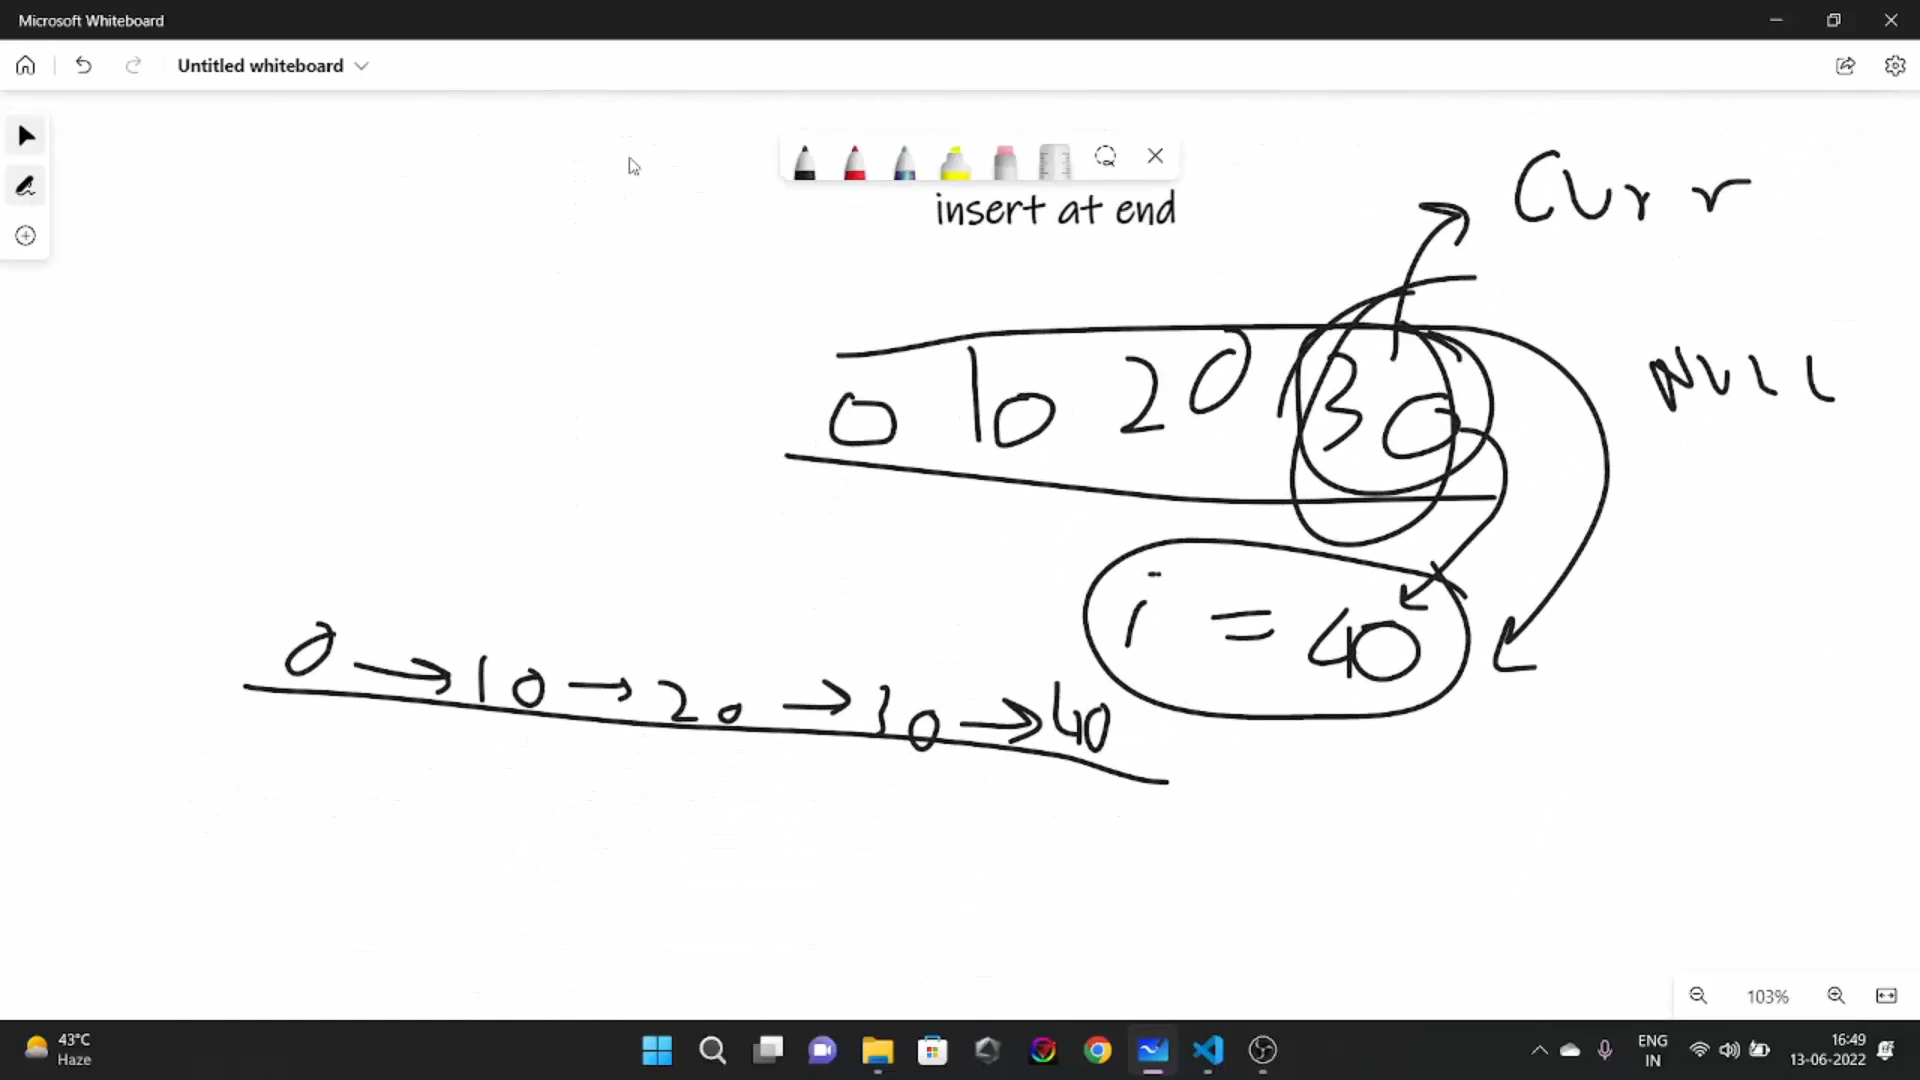 Microsoft Whiteboard
Untitled whiteboard
insert at end
Curr
0 10 20 30
NULL
i = 40
0 → 10 → 20 → 30 → 40
103%
43°C
Haze
ENG
IN
16:49
13-06-2022